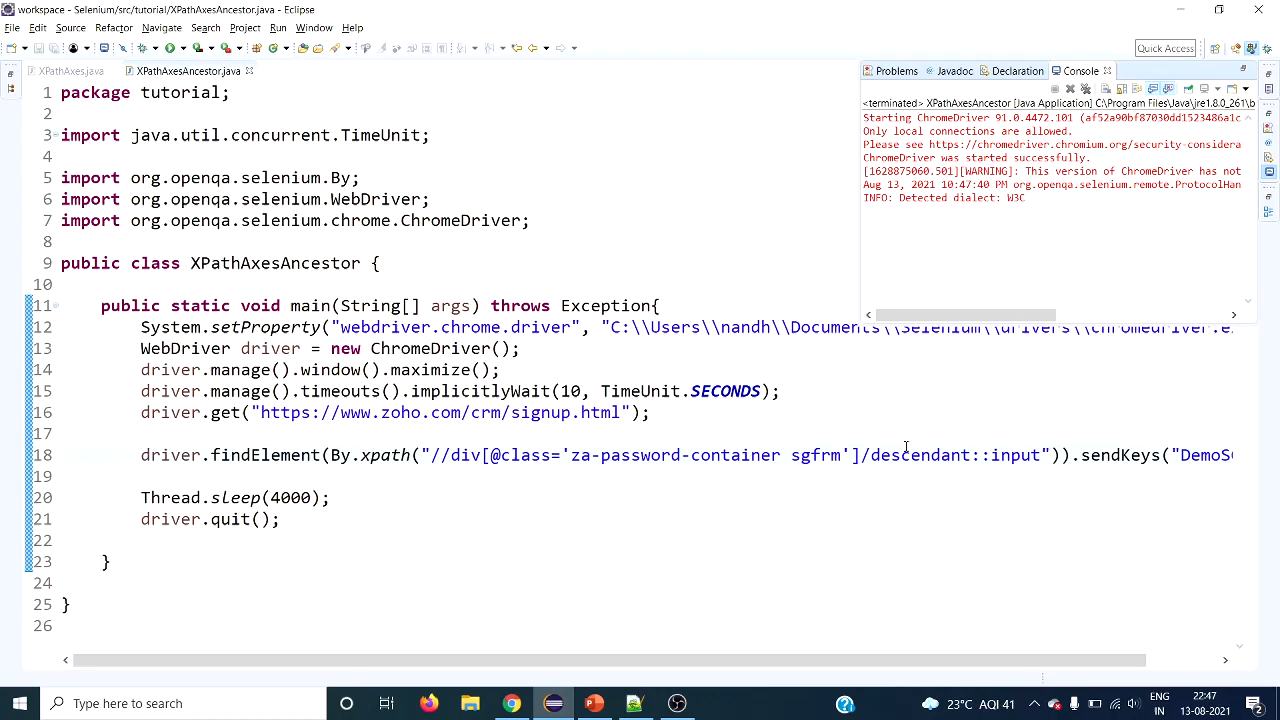 workspace - Selenium/src/tutorial/XPathAxesAncestor.java - Eclipse
File Edit Source Refactor Navigate Search Project Run Window Help
Quick Access
XPathAxes.java
XPathAxesAncestor.java
Problems Javadoc Declaration Console
<terminated> XPathAxesAncestor [Java Application] C:\Program Files\Java\jre1.8.0_261\b
Starting ChromeDriver 91.0.4472.101 (af52a90bf87030dd1523486a1c
Only local connections are allowed.
Please see https://chromedriver.chromium.org/security-considera
ChromeDriver was started successfully.
[1628875060.501][WARNING]: This version of ChromeDriver has not
Aug 13, 2021 10:47:40 PM org.openqa.selenium.remote.ProtocolHan
INFO: Detected dialect: W3C
1 package tutorial;
2
3 import java.util.concurrent.TimeUnit;
4
5 import org.openqa.selenium.By;
6 import org.openqa.selenium.WebDriver;
7 import org.openqa.selenium.chrome.ChromeDriver;
8
9 public class XPathAxesAncestor {
10
11 public static void main(String[] args) throws Exception{
12 System.setProperty("webdriver.chrome.driver", "C:\\Users\\nandh\\Documents\\Selenium\\drivers\\chromedriver.e
13 WebDriver driver = new ChromeDriver();
14 driver.manage().window().maximize();
15 driver.manage().timeouts().implicitlyWait(10, TimeUnit.SECONDS);
16 driver.get("https://www.zoho.com/crm/signup.html");
17
18 driver.findElement(By.xpath("//div[@class='za-password-container sgfrm']/descendant::input")).sendKeys("DemoS
19
20 Thread.sleep(4000);
21 driver.quit();
22
23 }
24
25 }
26
Type here to search
23°C AQI 41
ENG
IN
22:47
13-08-2021
2